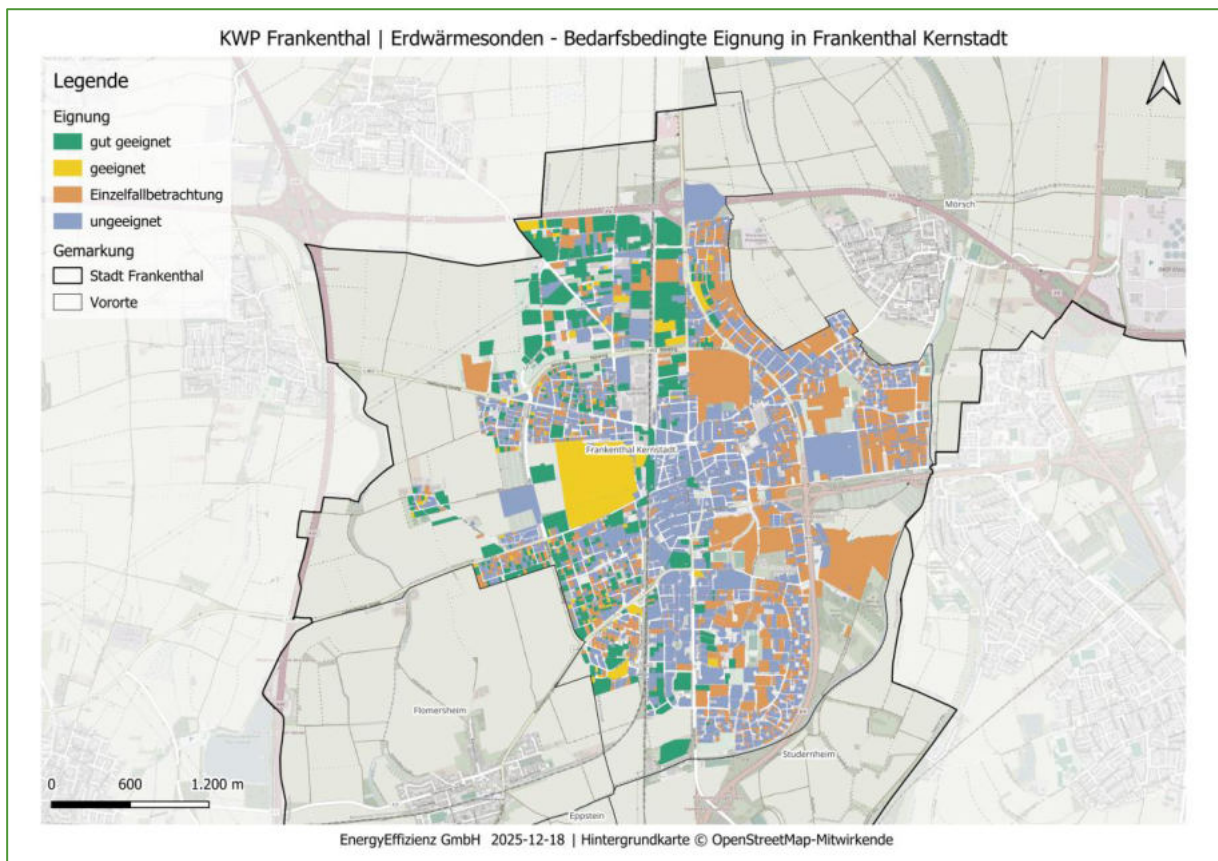 KWP Frankenthal | Erdwärmesonden - Bedarfsbedingte Eignung in Frankenthal Kernstadt
Legende
Eignung
gut geeignet
geeignet
Einzelfallbetrachtung
ungeeignet
Gemarkung
Stadt Frankenthal
Vororte
Mörsch
Frankenthal Kernstadt
Flomersheim
Studernheim
Eppstein
0 600 1.200 m
EnergyEffizienz GmbH 2025-12-18 | Hintergrundkarte © OpenStreetMap-Mitwirkende